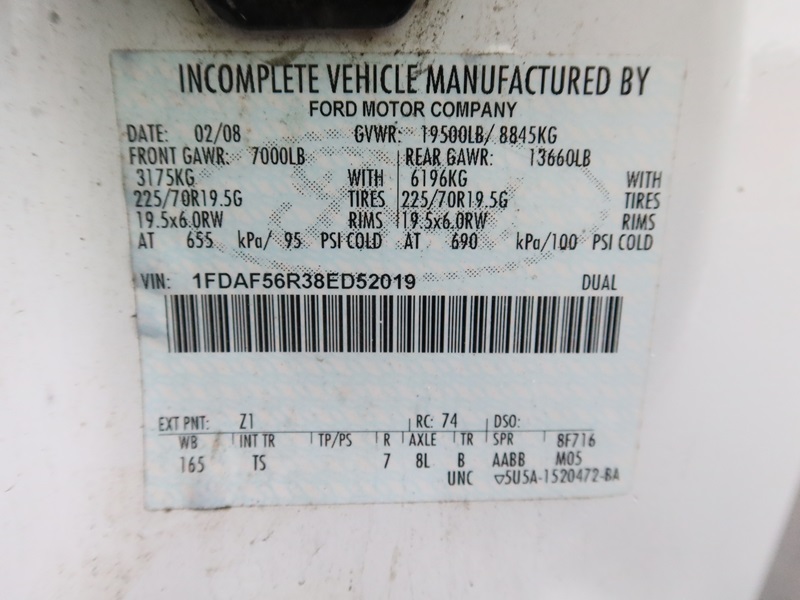 INCOMPLETE VEHICLE MANUFACTURED BY
FORD MOTOR COMPANY
DATE: 02/08 GVWR: 19500LB/ 8845KG
FRONT GAWR: 7000LB REAR GAWR: 13660LB
3175KG WITH 6196KG WITH
225/70R19.5G TIRES 225/70R19.5G TIRES
19.5x6.0RW RIMS 19.5x6.0RW RIMS
AT 655 kPa/ 95 PSI COLD AT 690 kPa/100 PSI COLD
VIN: 1FDAF56R38ED52019 DUAL
EXT PNT: Z1 RC: 74 DSO:
WB INT TR TP/PS R AXLE TR SPR 8F716
165 TS 7 8L B AABB M05
UNC ▽5U5A-1520472-BA